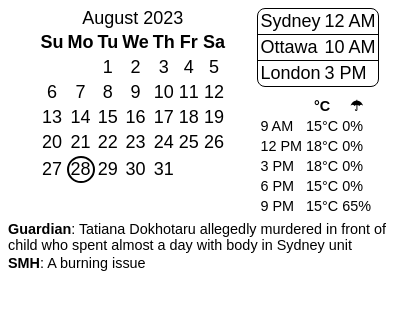 August 2023
Su Mo Tu We Th Fr Sa
1 2 3 4 5
6 7 8 9 10 11 12
13 14 15 16 17 18 19
20 21 22 23 24 25 26
27 28 29 30 31
Sydney 12 AM
Ottawa 10 AM
London 3 PM
°C ☂
9 AM 15°C 0%
12 PM 18°C 0%
3 PM 18°C 0%
6 PM 15°C 0%
9 PM 15°C 65%
Guardian: Tatiana Dokhotaru allegedly murdered in front of
child who spent almost a day with body in Sydney unit
SMH: A burning issue